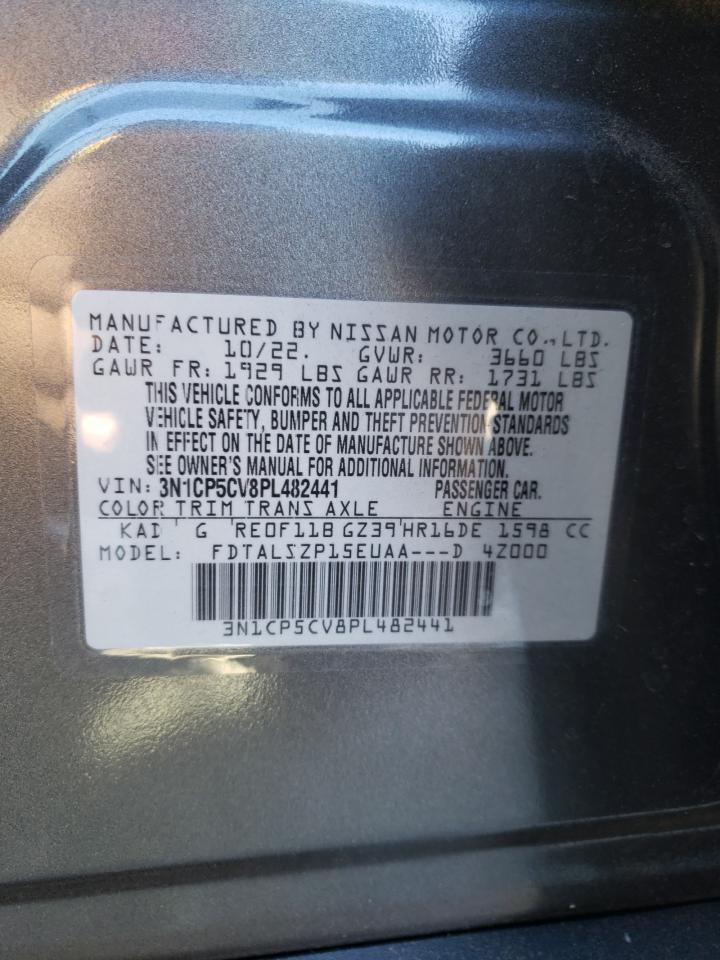 MANUFACTURED BY NISSAN MOTOR CO.,LTD.
DATE: 10/22. GVWR: 3660 LBS
GAWR FR: 1929 LBS GAWR RR: 1731 LBS
THIS VEHICLE CONFORMS TO ALL APPLICABLE FEDERAL MOTOR
VEHICLE SAFETY, BUMPER AND THEFT PREVENTION STANDARDS
IN EFFECT ON THE DATE OF MANUFACTURE SHOWN ABOVE.
SEE OWNER'S MANUAL FOR ADDITIONAL INFORMATION.
VIN: 3N1CP5CV8PL482441 PASSENGER CAR.
COLOR TRIM TRANS AXLE ENGINE
KAD G RE0F11B GZ39 HR16DE 1598 CC
MODEL: FDTALSZP15EUAA---D 4Z000
3N1CP5CV8PL482441